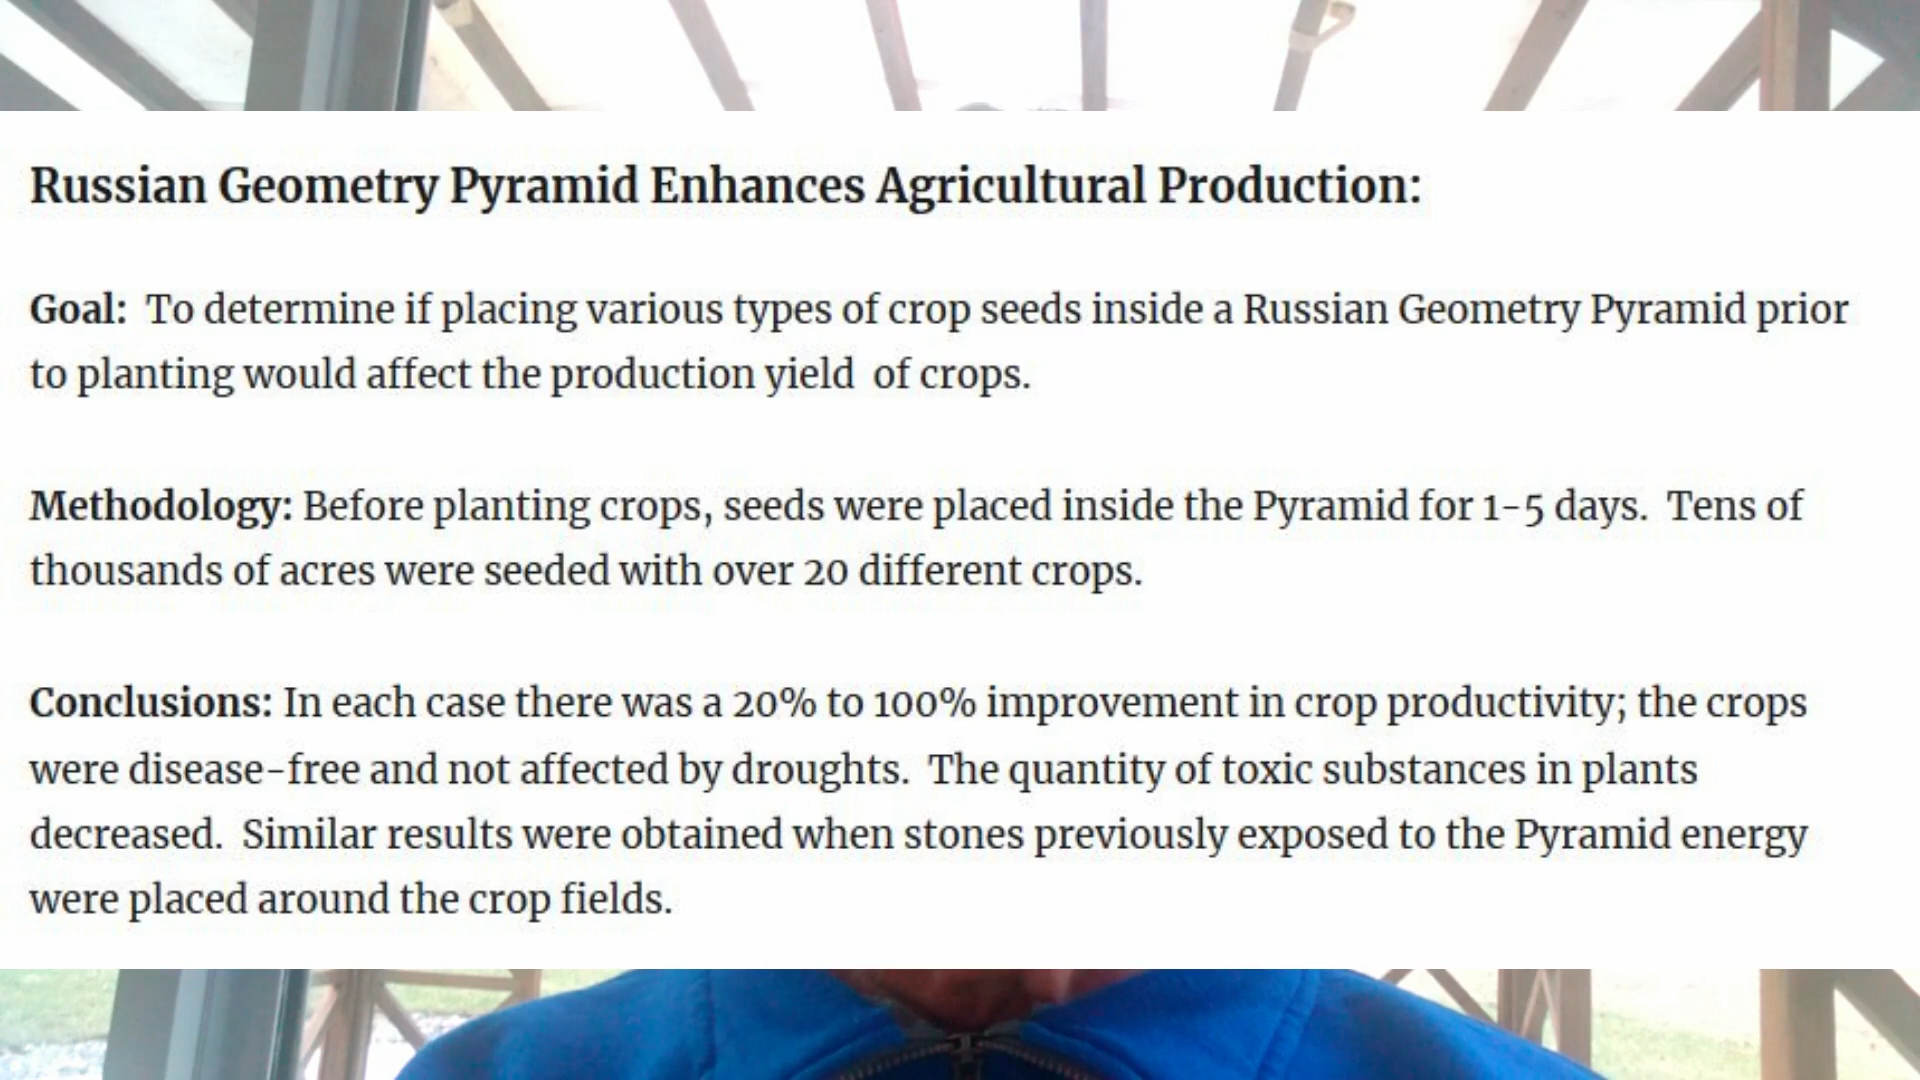 Russian Geometry Pyramid Enhances Agricultural Production:
Goal: To determine if placing various types of crop seeds inside a Russian Geometry Pyramid prior
to planting would affect the production yield of crops.
Methodology: Before planting crops, seeds were placed inside the Pyramid for 1-5 days. Tens of
thousands of acres were seeded with over 20 different crops.
Conclusions: In each case there was a 20% to 100% improvement in crop productivity; the crops
were disease-free and not affected by droughts. The quantity of toxic substances in plants
decreased. Similar results were obtained when stones previously exposed to the Pyramid energy
were placed around the crop fields.